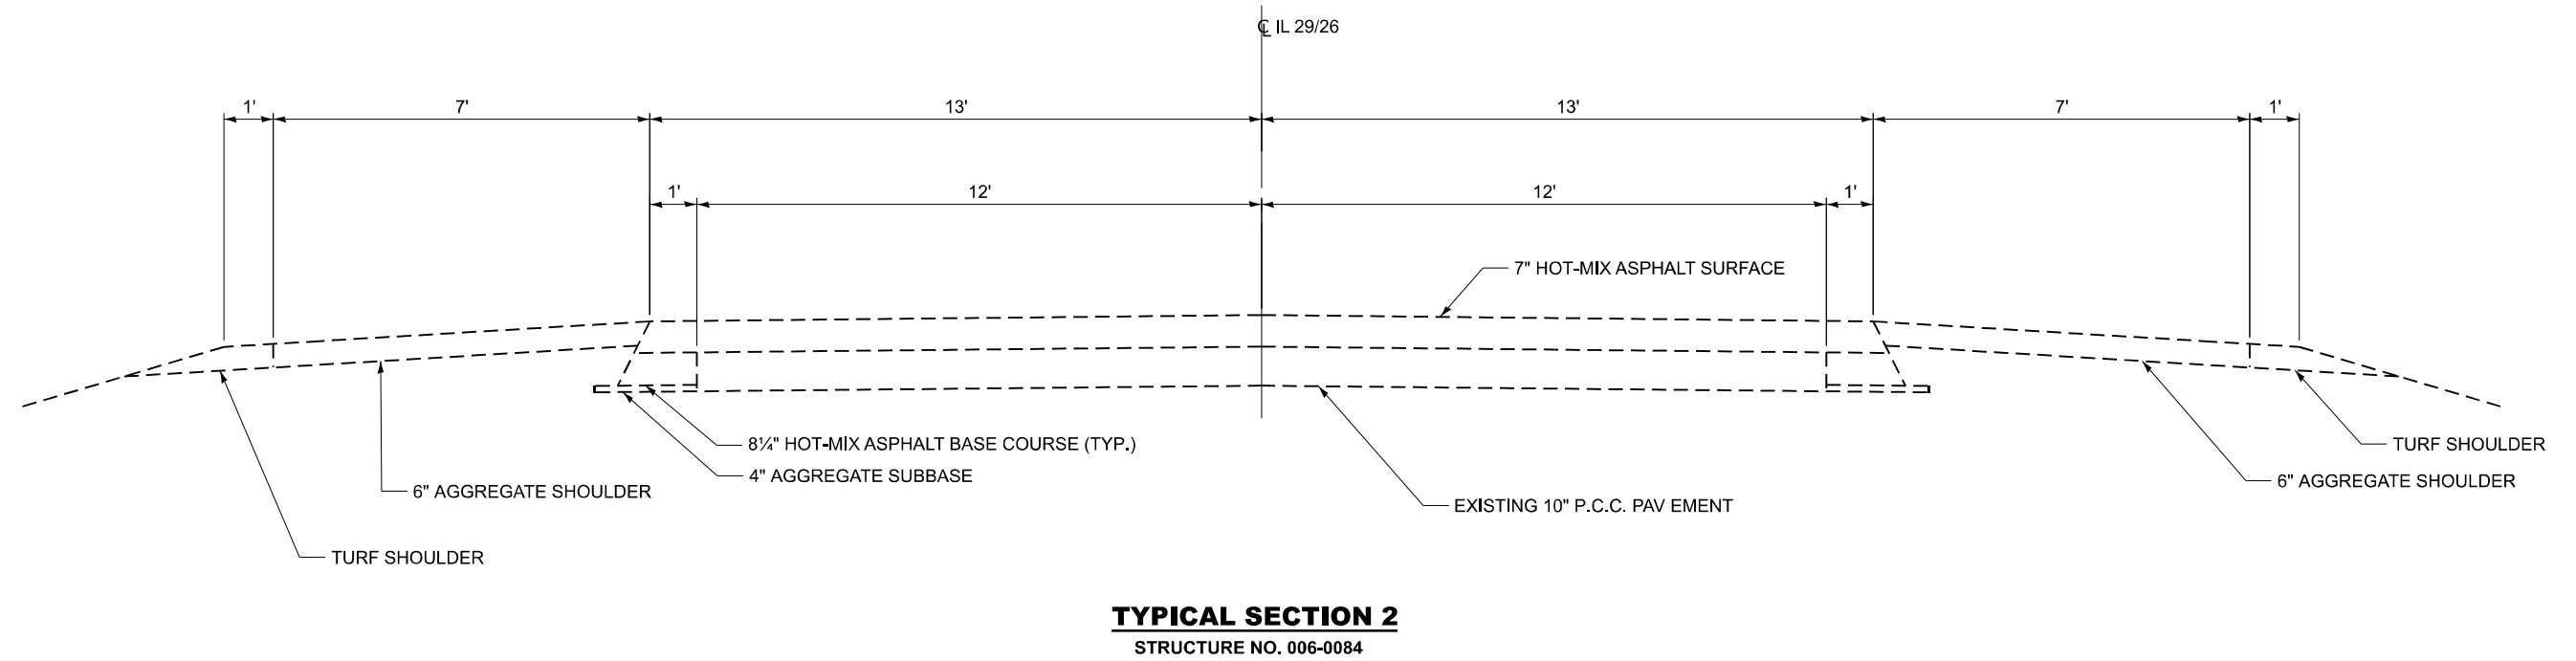 ℄ IL 29/26
1' 7' 13' 13' 7' 1'
1' 12' 12' 1'
7" HOT-MIX ASPHALT SURFACE
8¼" HOT-MIX ASPHALT BASE COURSE (TYP.)
TURF SHOULDER
4" AGGREGATE SUBBASE
6" AGGREGATE SHOULDER
6" AGGREGATE SHOULDER
EXISTING 10" P.C.C. PAV EMENT
TURF SHOULDER
TYPICAL SECTION 2
STRUCTURE NO. 006-0084